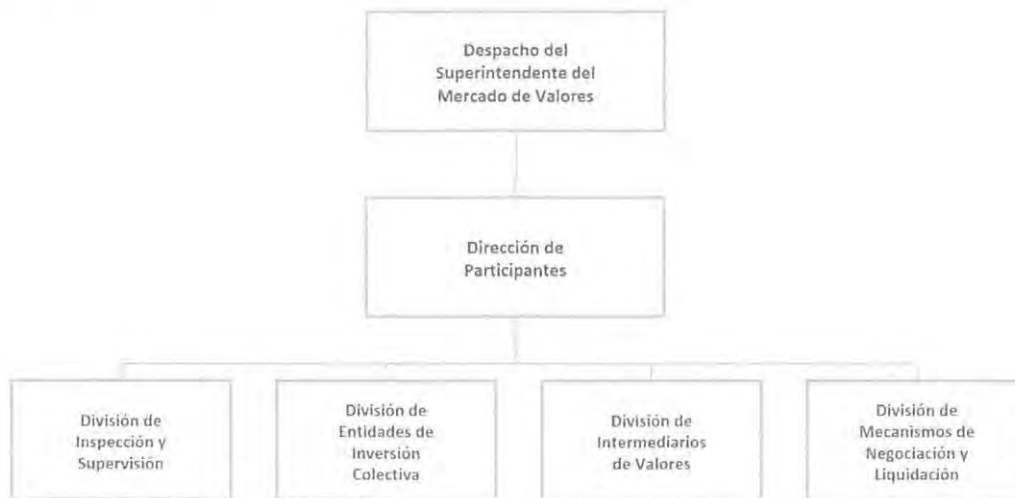 Despacho del
Superintendente del
Mercado de Valores
Dirección de
Participantes
División de
Inspección y
Supervisión
División de
Entidades de
Inversión
Colectiva
División de
Intermediarios
de Valores
División de
Mecanismos de
Negociación y
Liquidación